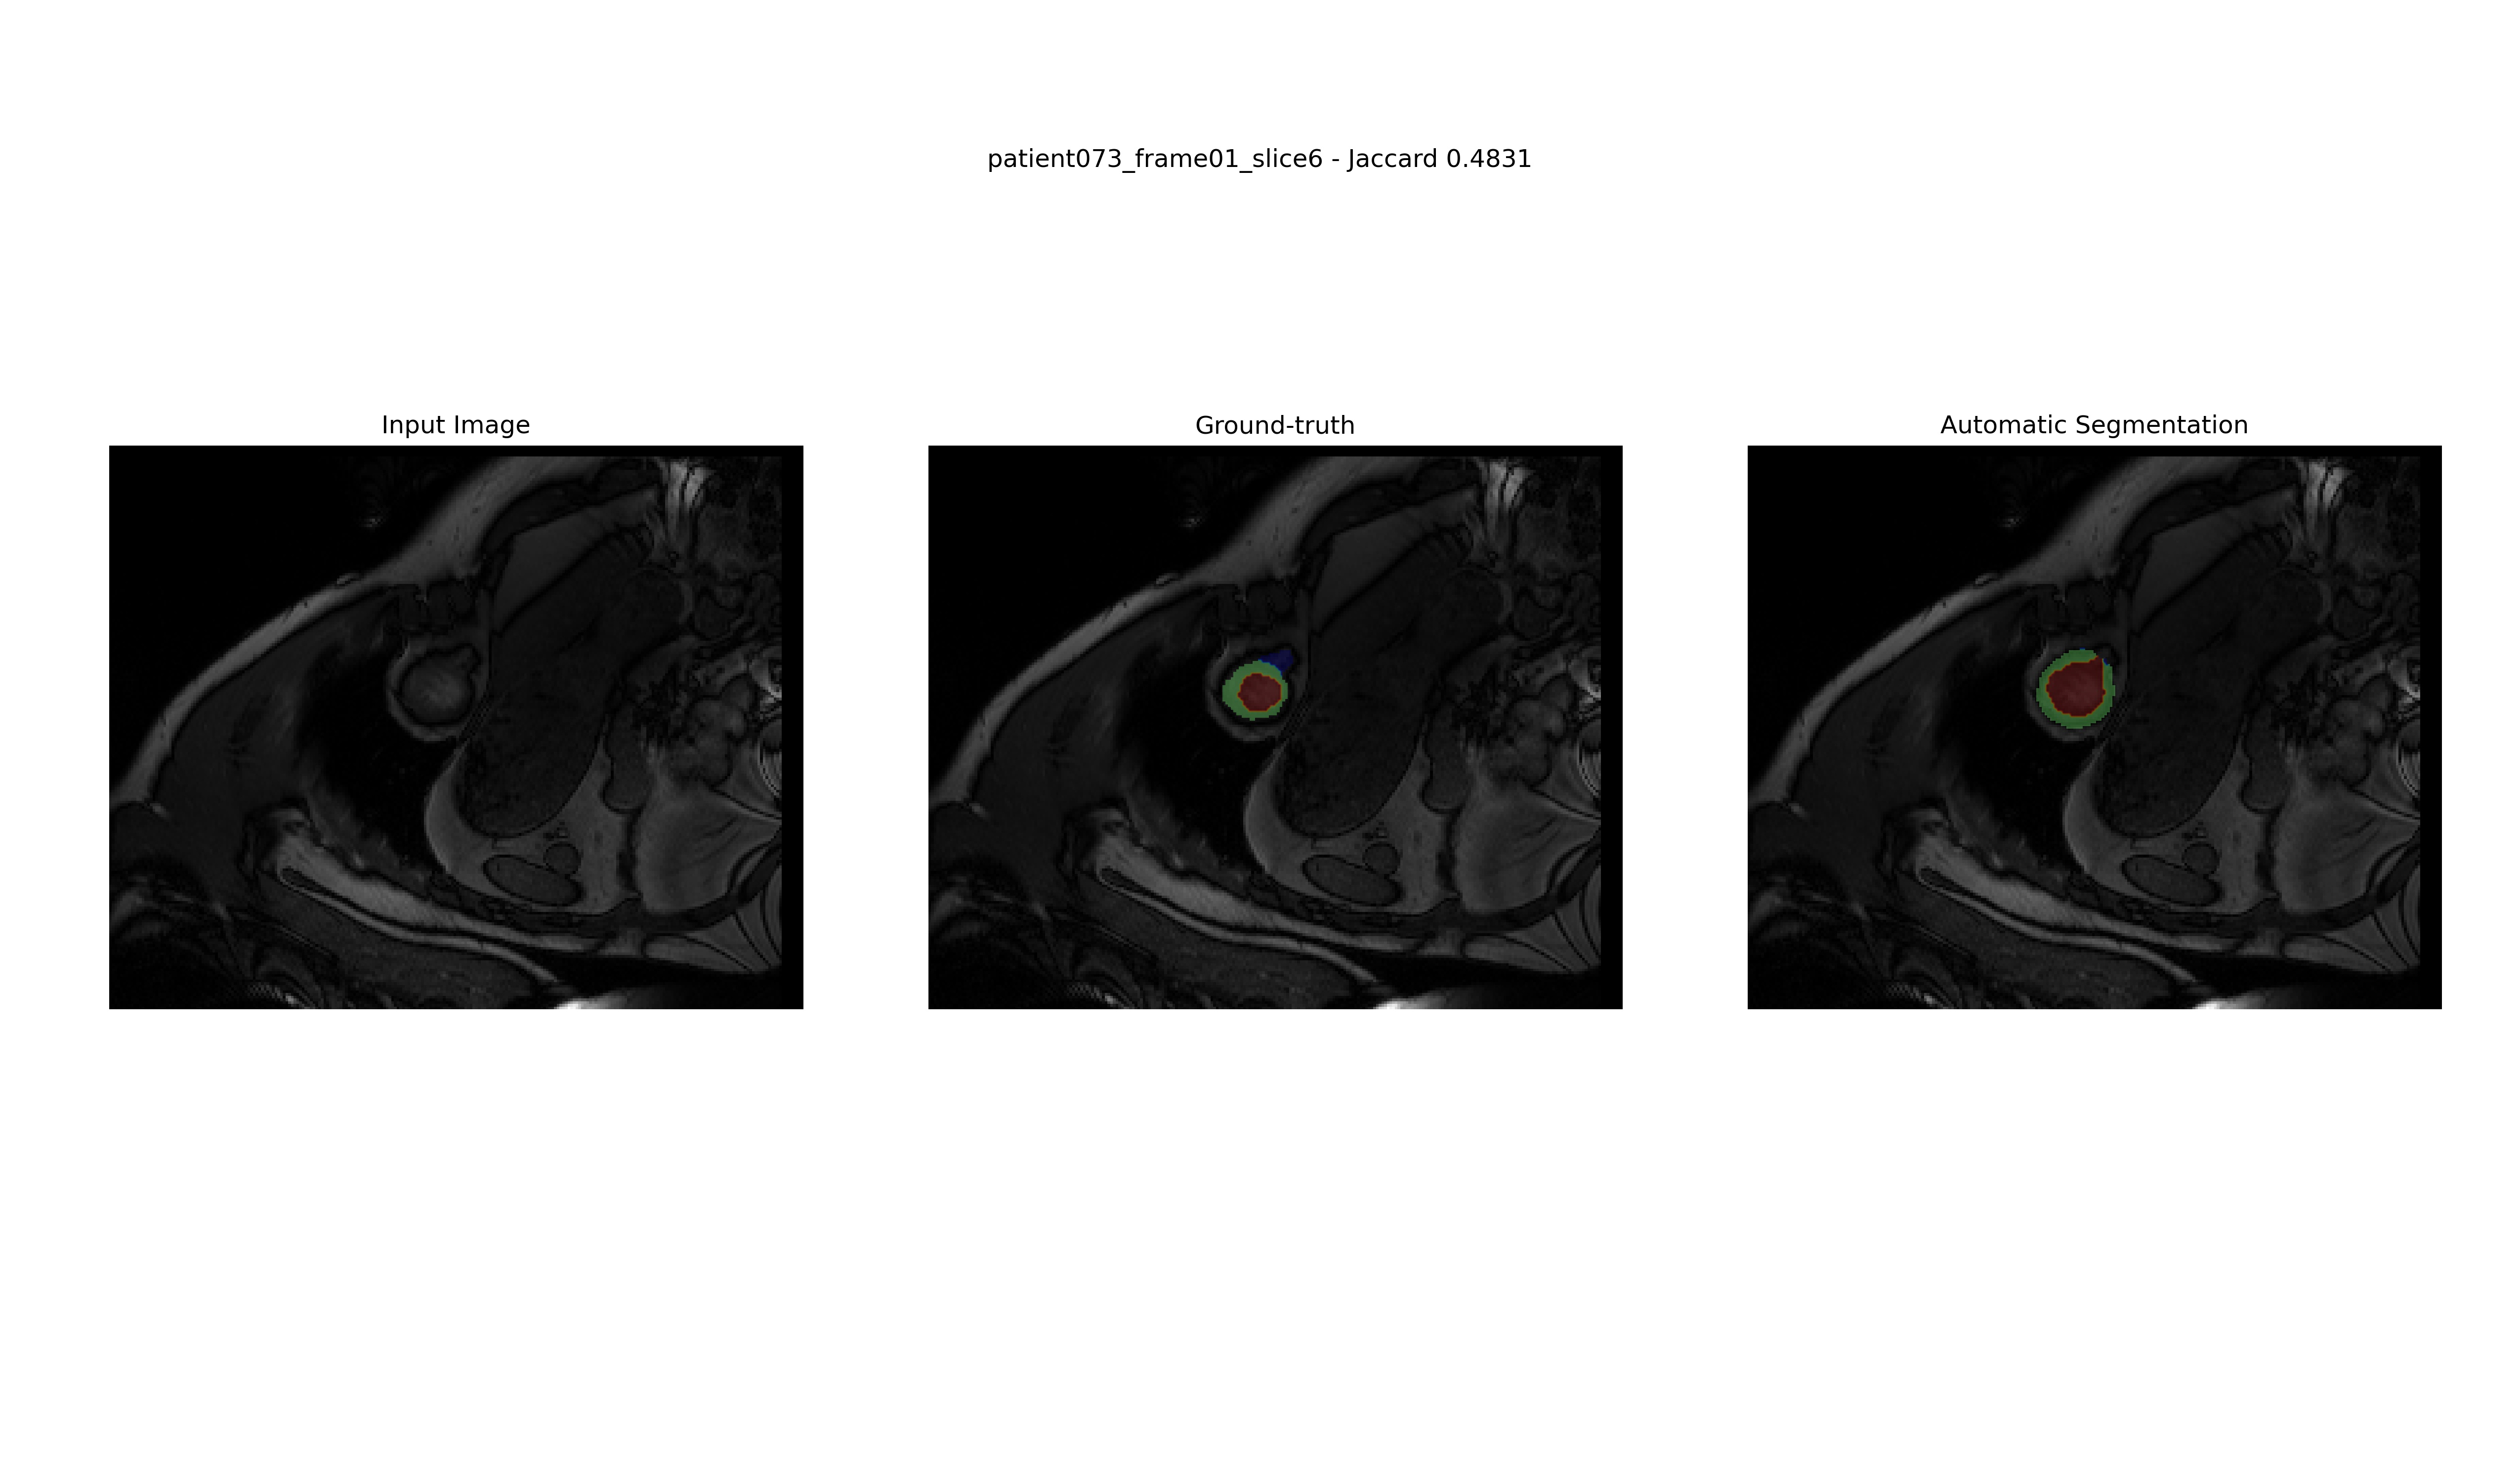 patient073_frame01_slice6 - Jaccard 0.4831
Input Image
Ground-truth
Automatic Segmentation